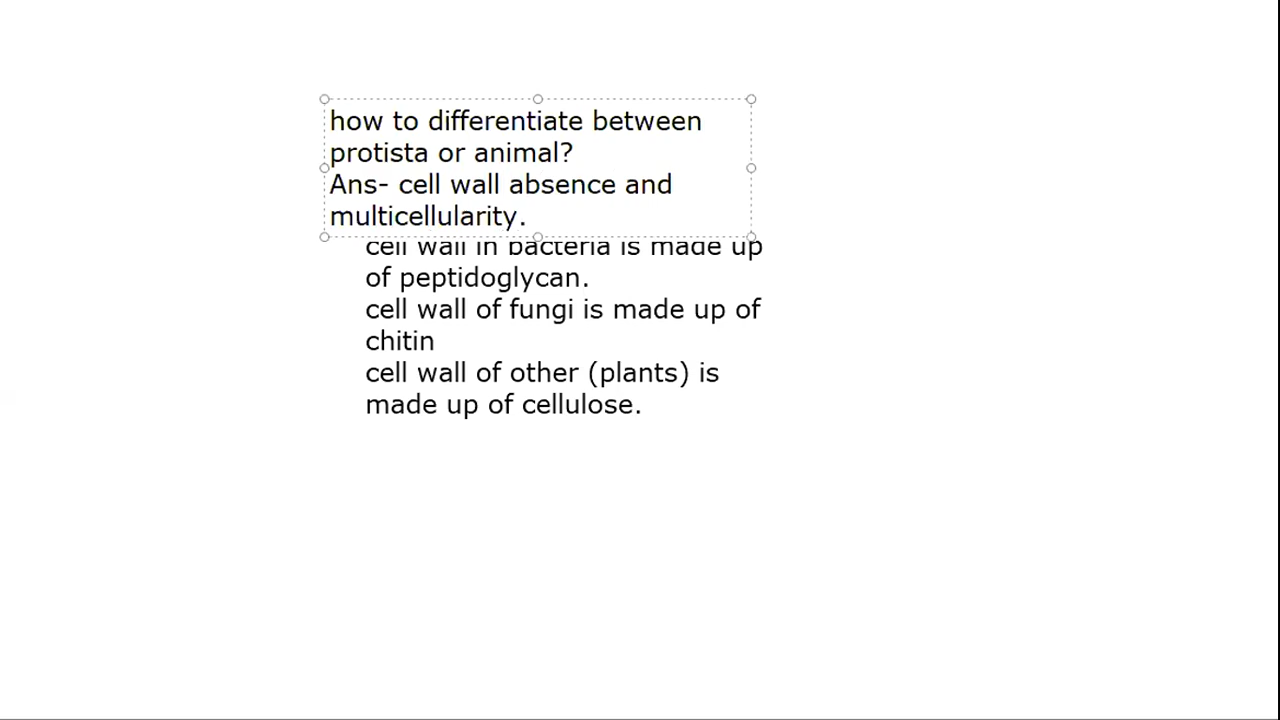 how to differentiate between
protista or animal?
Ans- cell wall absence and
multicellularity.
cell wall in bacteria is made up
of peptidoglycan.
cell wall of fungi is made up of
chitin
cell wall of other (plants) is
made up of cellulose.